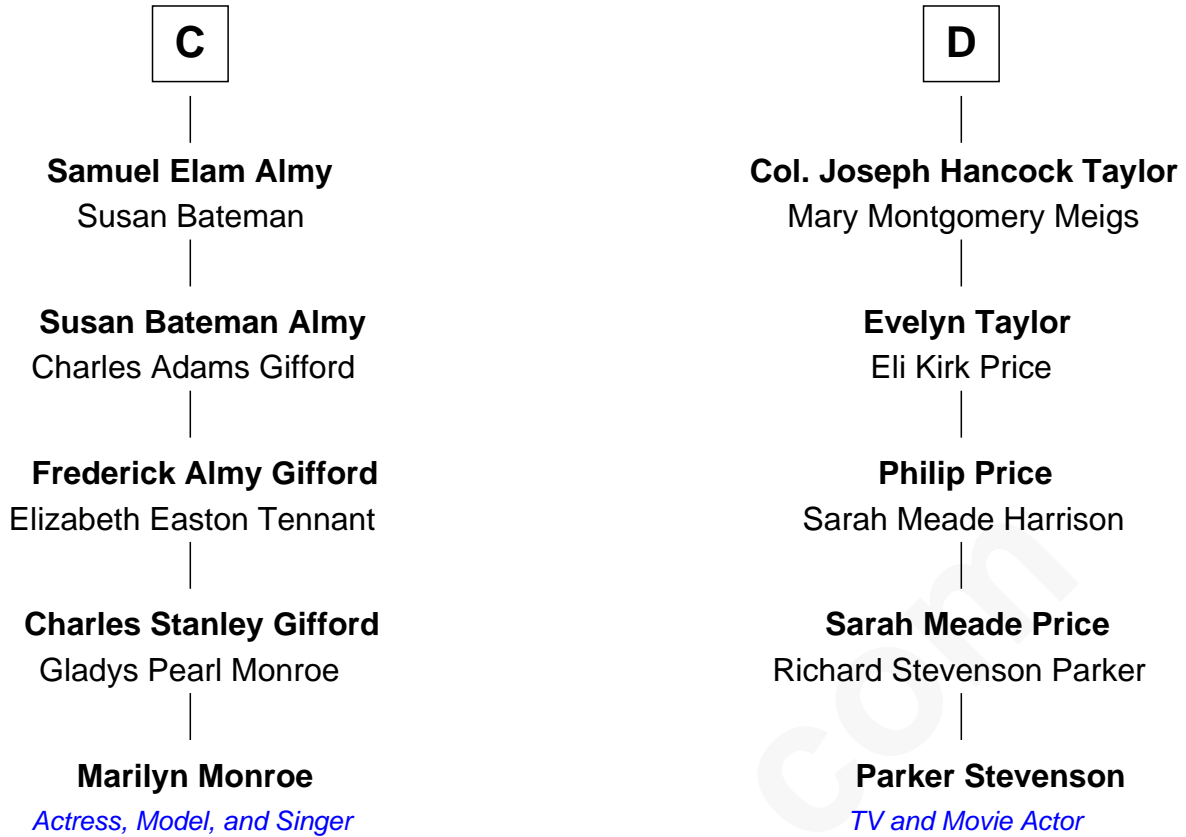 C
Samuel Elam Almy
Susan Bateman
Susan Bateman Almy
Charles Adams Gifford
Frederick Almy Gifford
Elizabeth Easton Tennant
Charles Stanley Gifford
Gladys Pearl Monroe
Marilyn Monroe
Actress, Model, and Singer
D
Col. Joseph Hancock Taylor
Mary Montgomery Meigs
Evelyn Taylor
Eli Kirk Price
Philip Price
Sarah Meade Harrison
Sarah Meade Price
Richard Stevenson Parker
Parker Stevenson
TV and Movie Actor
com